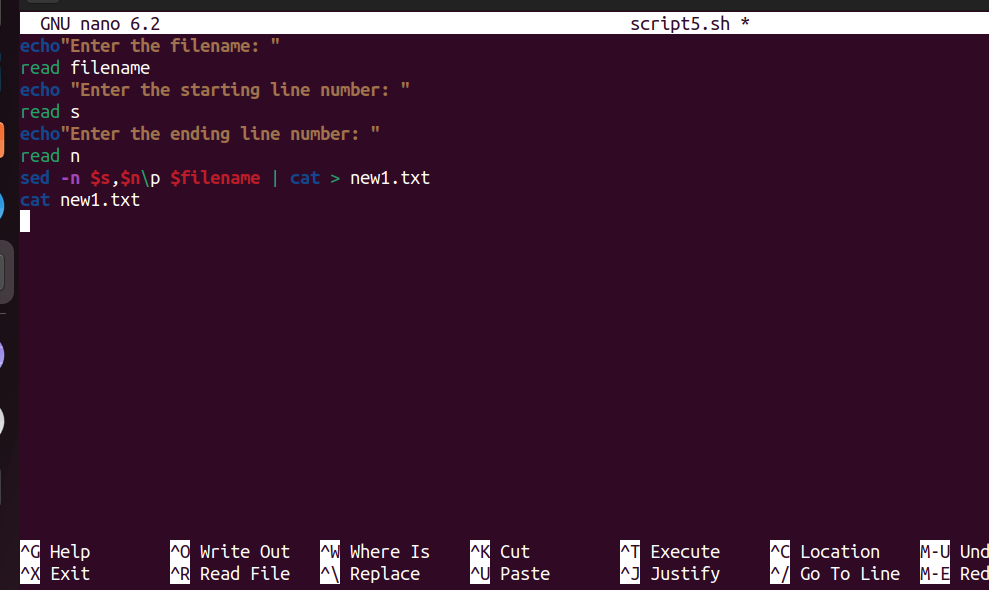 GNU nano 6.2 script5.sh *
echo"Enter the filename: "
read filename
echo "Enter the starting line number: "
read s
echo"Enter the ending line number: "
read n
sed -n $s,$n\p $filename | cat > new1.txt
cat new1.txt
^G Help ^O Write Out ^W Where Is ^K Cut ^T Execute ^C Location M-U Und
^X Exit ^R Read File ^\ Replace ^U Paste ^J Justify ^/ Go To Line M-E Red